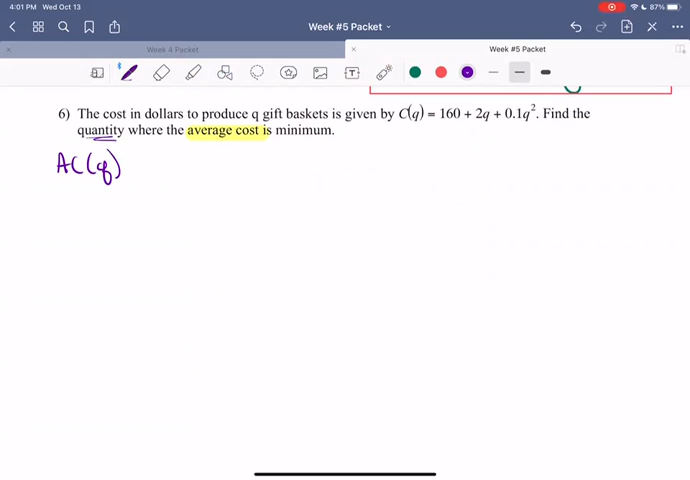 4:01 PM Wed Oct 13
87%
Week #5 Packet
Week 4 Packet
Week #5 Packet
6) The cost in dollars to produce q gift baskets is given by C(q) = 160 + 2q + 0.1q². Find the
quantity where the average cost is minimum.
AC(q)